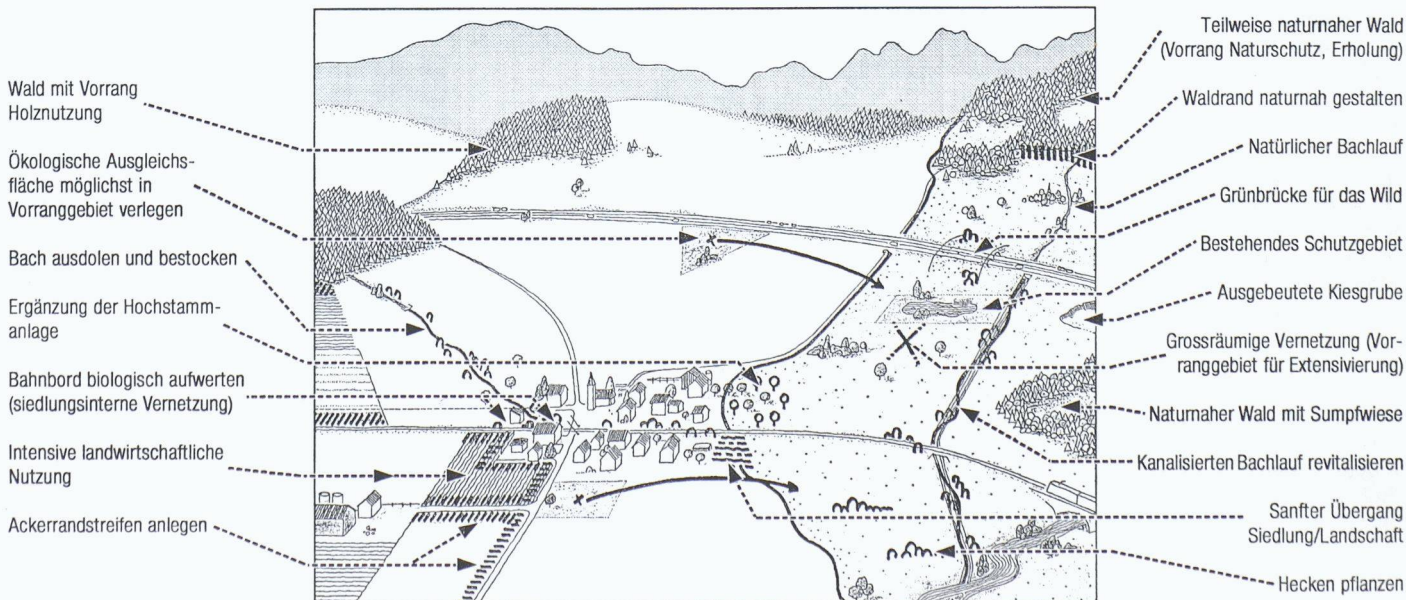 Wald mit Vorrang
Holznutzung
Ökologische Ausgleichs-
fläche möglichst in
Vorranggebiet verlegen
Bach ausdolen und bestocken
Ergänzung der Hochstamm-
anlage
Bahnbord biologisch aufwerten
(siedlungsinterne Vernetzung)
Intensive landwirtschaftliche
Nutzung
Ackerrandstreifen anlegen
Teilweise naturnaher Wald
(Vorrang Naturschutz, Erholung)
Waldrand naturnah gestalten
Natürlicher Bachlauf
Grünbrücke für das Wild
Bestehendes Schutzgebiet
Ausgebeutete Kiesgrube
Grossräumige Vernetzung (Vor-
ranggebiet für Extensivierung)
Naturnaher Wald mit Sumpfwiese
Kanalisierten Bachlauf revitalisieren
Sanfter Übergang
Siedlung/Landschaft
Hecken pflanzen